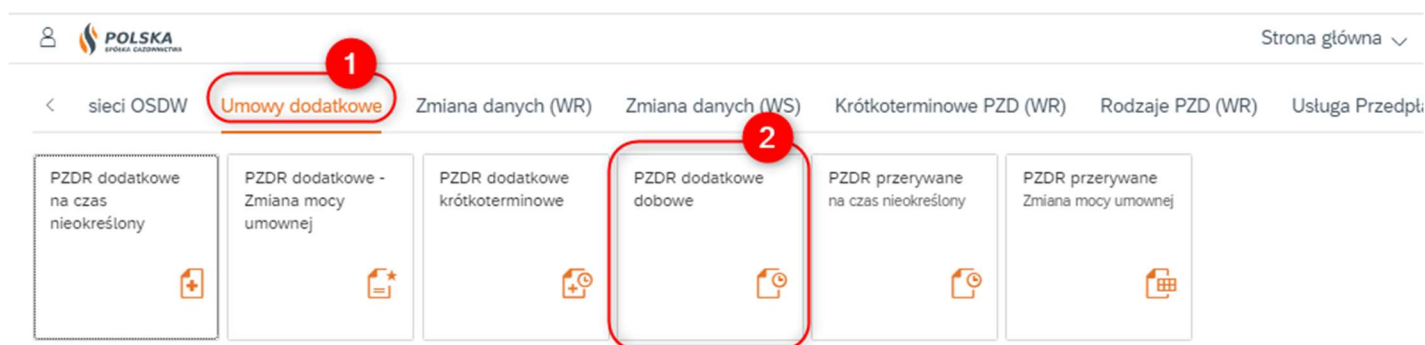 POLSKA
SPÓŁKA GAZOWNICTWA
Strona główna
1
sieci OSDW Umowy dodatkowe Zmiana danych (WR) Zmiana danych (WS) Krótkoterminowe PZD (WR) Rodzaje PZD (WR) Usługa Przedpł
2
PZDR dodatkowe
na czas
nieokreślony
PZDR dodatkowe -
Zmiana mocy
umownej
PZDR dodatkowe
krótkoterminowe
PZDR dodatkowe
dobowe
PZDR przerywane
na czas nieokreślony
PZDR przerywane
Zmiana mocy umownej